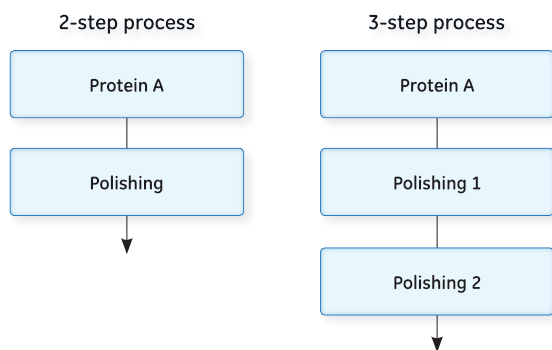 2-step process
Protein A
Polishing
3-step process
Protein A
Polishing 1
Polishing 2